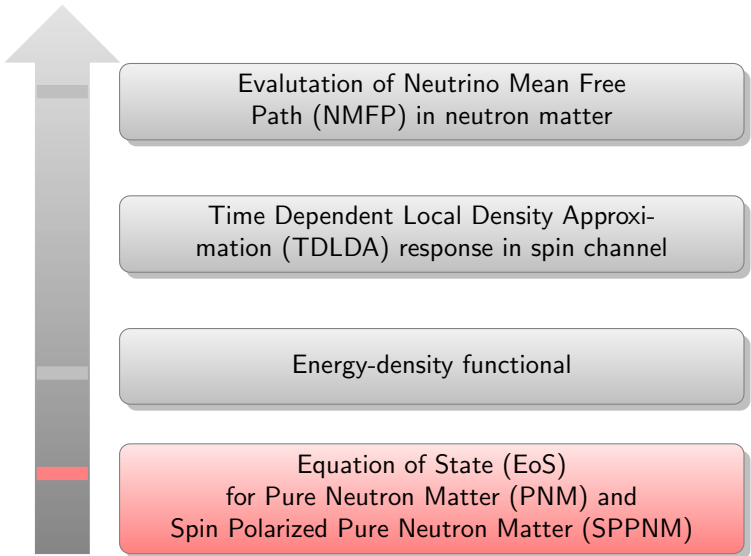 Evalutation of Neutrino Mean Free
Path (NMFP) in neutron matter
Time Dependent Local Density Approxi-
mation (TDLDA) response in spin channel
Energy-density functional
Equation of State (EoS)
for Pure Neutron Matter (PNM) and
Spin Polarized Pure Neutron Matter (SPPNM)